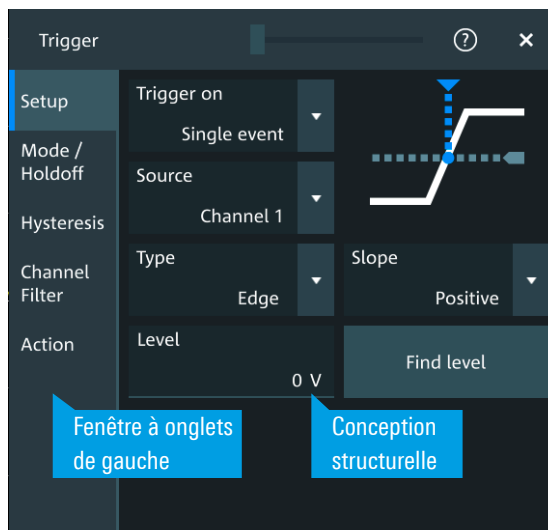 Trigger
?
×
Setup
Mode /
Holdoff
Hysteresis
Channel
Filter
Action
Trigger on
Single event
Source
Channel 1
Type
Edge
Slope
Positive
Level
0 V
Find level
Fenêtre à onglets
de gauche
Conception
structurelle